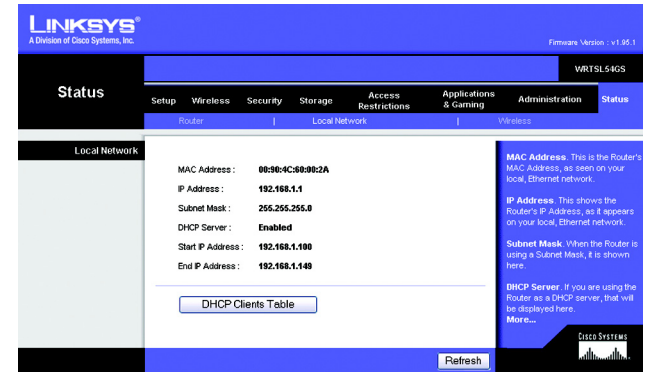 LINKSYS®
A Division of Cisco Systems, Inc.
Firmware Version : v1.95.1
WRTSL54GS
Status
Setup Wireless Security Storage Access Restrictions Applications & Gaming Administration Status
Router | Local Network | Wireless
Local Network
MAC Address : 00:90:4C:60:00:2A
IP Address : 192.168.1.1
Subnet Mask : 255.255.255.0
DHCP Server : Enabled
Start IP Address : 192.168.1.100
End IP Address : 192.168.1.149
DHCP Clients Table
MAC Address. This is the Router's
MAC Address, as seen on your
local, Ethernet network.
IP Address. This shows the
Router's IP Address, as it appears
on your local, Ethernet network.
Subnet Mask. When the Router is
using a Subnet Mask, it is shown
here.
DHCP Server. If you are using the
Router as a DHCP server, that will
be displayed here.
More...
Refresh
CISCO SYSTEMS